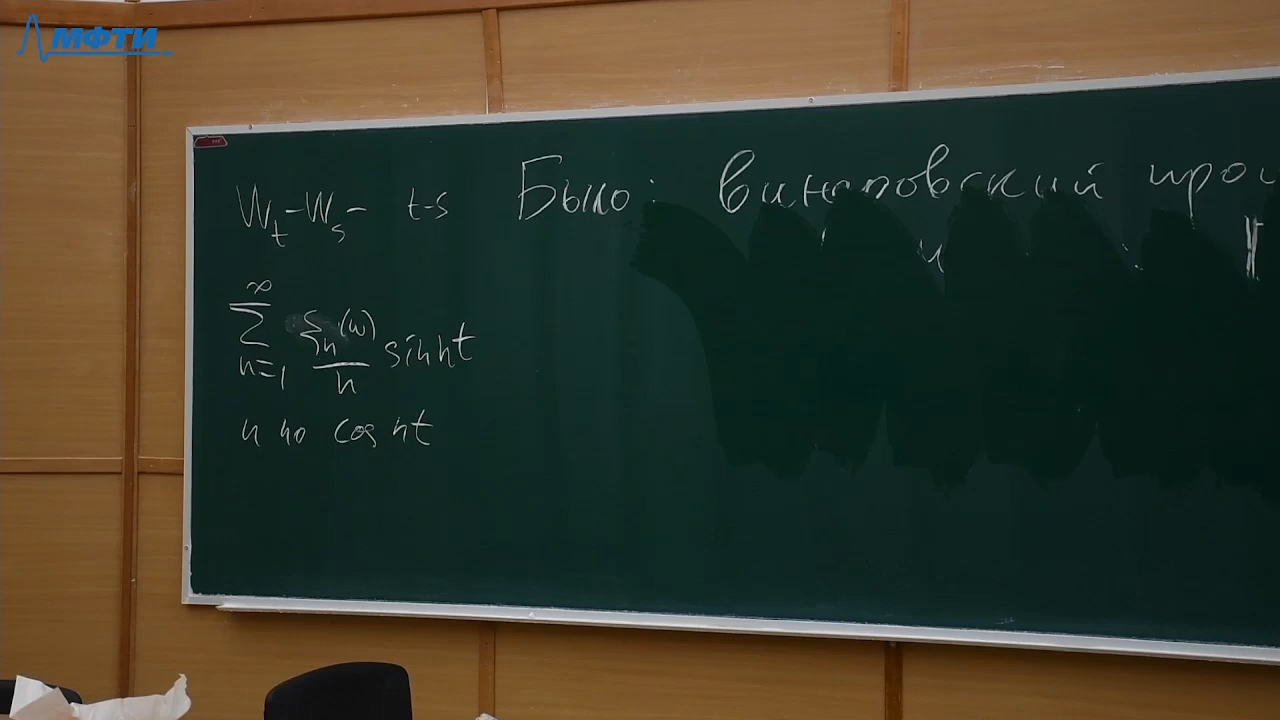 МФТИ
W_t - W_s - t-s
Было: винеровский
∑_{n=1}^{∞} ξ_n(ω)/n sin nt
и по cos nt